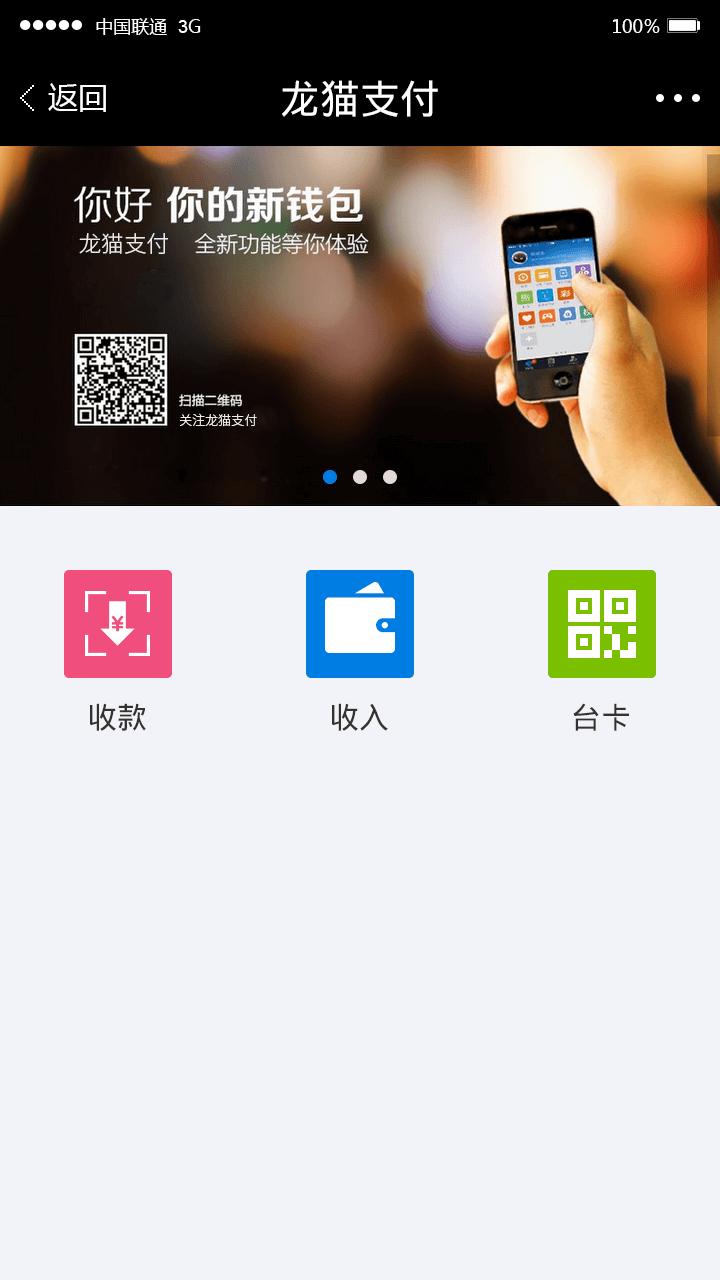 中国联通 3G 100%
返回 龙猫支付
你好 你的新钱包
龙猫支付 全新功能等你体验
扫描二维码
关注龙猫支付
¥
收款 收入 台卡